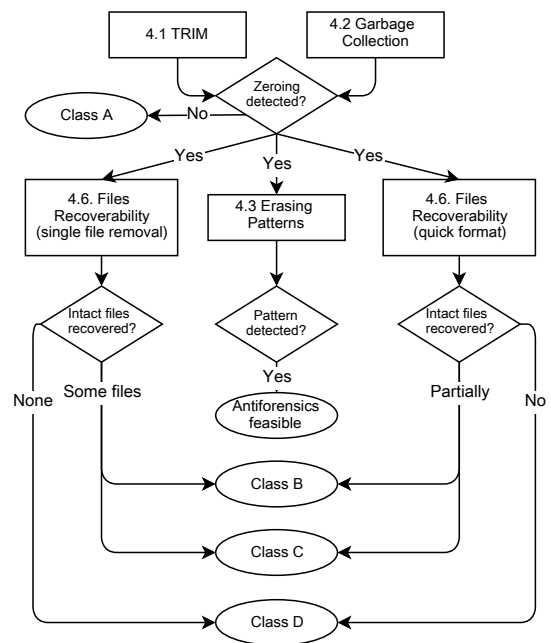 4.1 TRIM
4.2 Garbage
Collection
Zeroing
detected?
Class A
No
Yes
Yes
Yes
4.6. Files
Recoverability
(single file removal)
4.3 Erasing
Patterns
4.6. Files
Recoverability
(quick format)
Intact files
recovered?
Pattern
detected?
Intact files
recovered?
None
Some files
Yes
Partially
No
Antiforensics
feasible
Class B
Class C
Class D